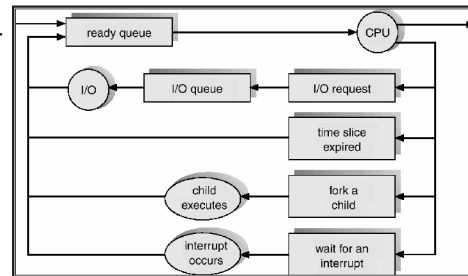 ready queue
CPU
I/O
I/O queue
I/O request
time slice
expired
child
executes
fork a
child
interrupt
occurs
wait for an
interrupt